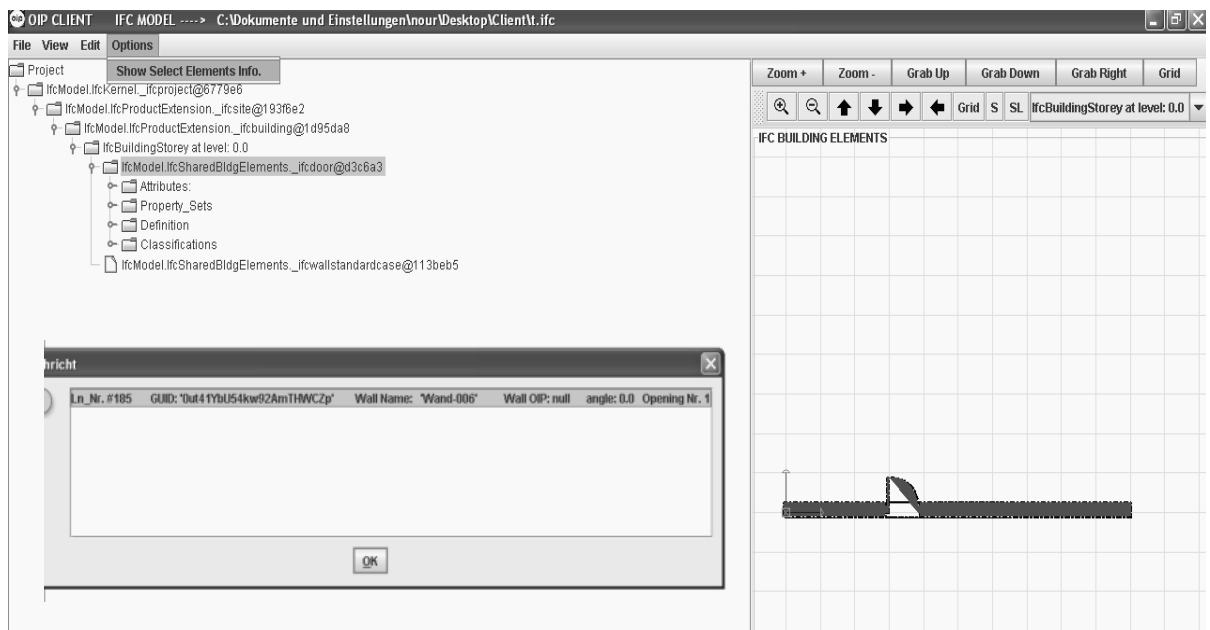 OIP CLIENT IFC MODEL ----> C:\Dokumente und Einstellungen\nour\Desktop\Client\t.ifc
File View Edit Options
Show Select Elements Info.
Project
IfcModel.IfcKernel._ifcproject@6779e6
IfcModel.IfcProductExtension._ifcsite@193f6e2
IfcModel.IfcProductExtension._ifcbuilding@1d95da8
IfcBuildingStorey at level: 0.0
IfcModel.IfcSharedBldgElements._ifcdoor@d3c6a3
Attributes:
Property_Sets
Definition
Classifications
IfcModel.IfcSharedBldgElements._ifcwallstandardcase@113beb5
hricht
Ln_Nr. #185 GUID: '0ut41YbU54kw92AmTHWCZp' Wall Name: 'Wand-006' Wall OIP: null angle: 0.0 Opening Nr. 1
OK
Zoom + Zoom - Grab Up Grab Down Grab Right Grid
Grid S SL IfcBuildingStorey at level: 0.0
IFC BUILDING ELEMENTS